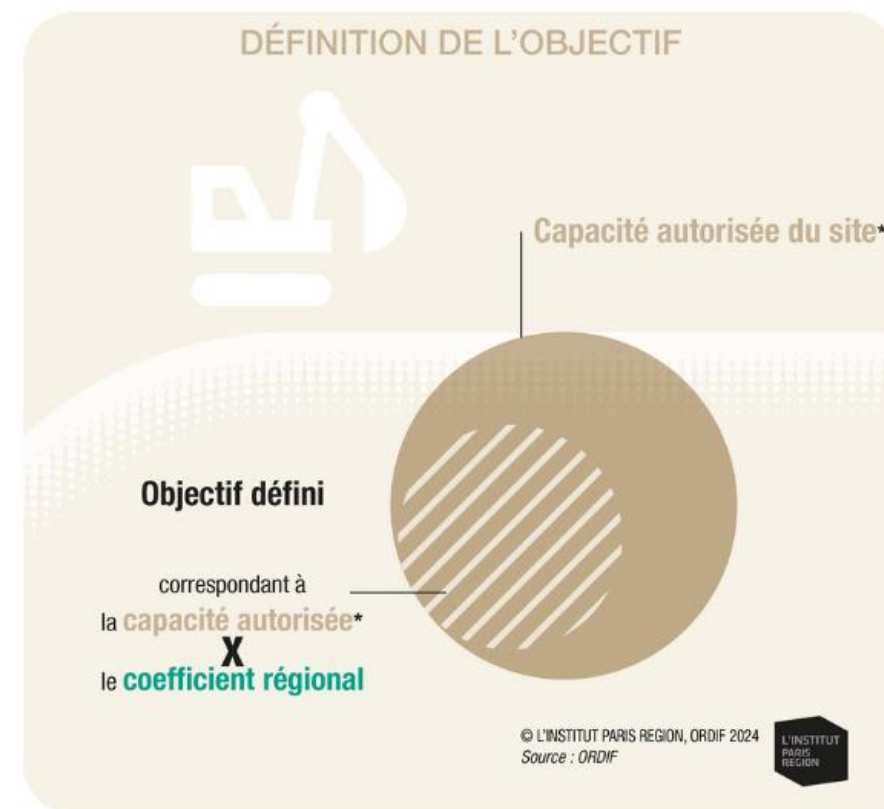 DÉFINITION DE L'OBJECTIF
Capacité autorisée du site*
Objectif défini
correspondant à
la capacité autorisée*
X
le coefficient régional
© L'INSTITUT PARIS REGION, ORDIF 2024
Source : ORDIF
L'INSTITUT
PARIS
REGION